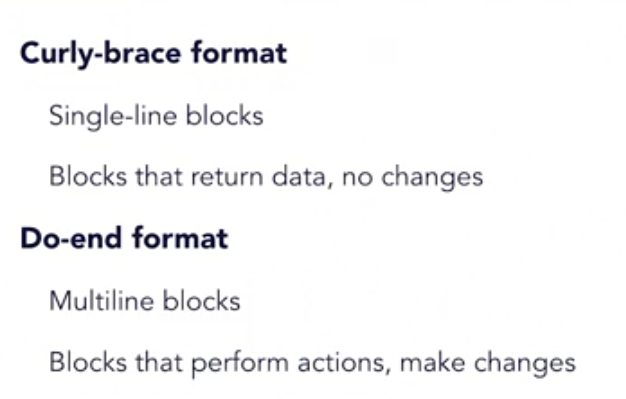 Curly-brace format
Single-line blocks
Blocks that return data, no changes
Do-end format
Multiline blocks
Blocks that perform actions, make changes